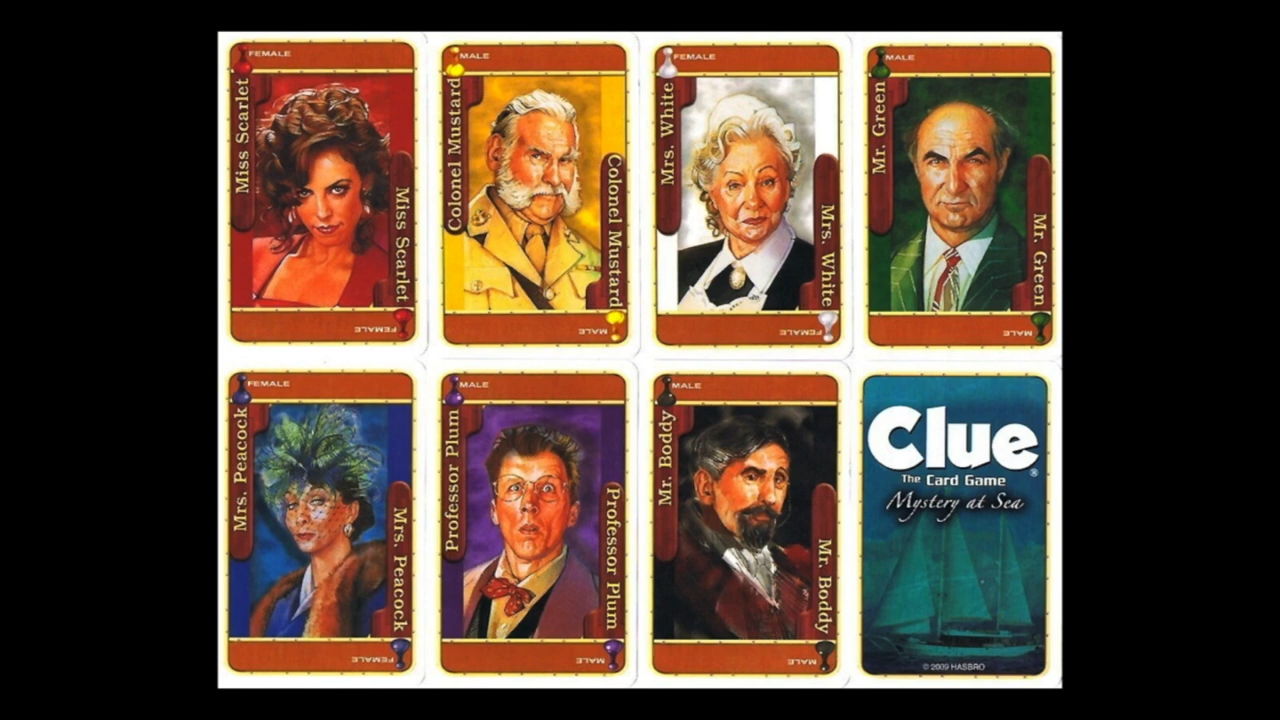 FEMALE
Miss Scarlet
Miss Scarlet
FEMALE
MALE
Colonel Mustard
Colonel Mustard
MALE
FEMALE
Mrs. White
Mrs. White
FEMALE
MALE
Mr. Green
Mr. Green
MALE
FEMALE
Mrs. Peacock
Mrs. Peacock
FEMALE
MALE
Professor Plum
Professor Plum
MALE
MALE
Mr. Boddy
Mr. Boddy
MALE
Clue®
The Card Game
Mystery at Sea
© 2009 HASBRO